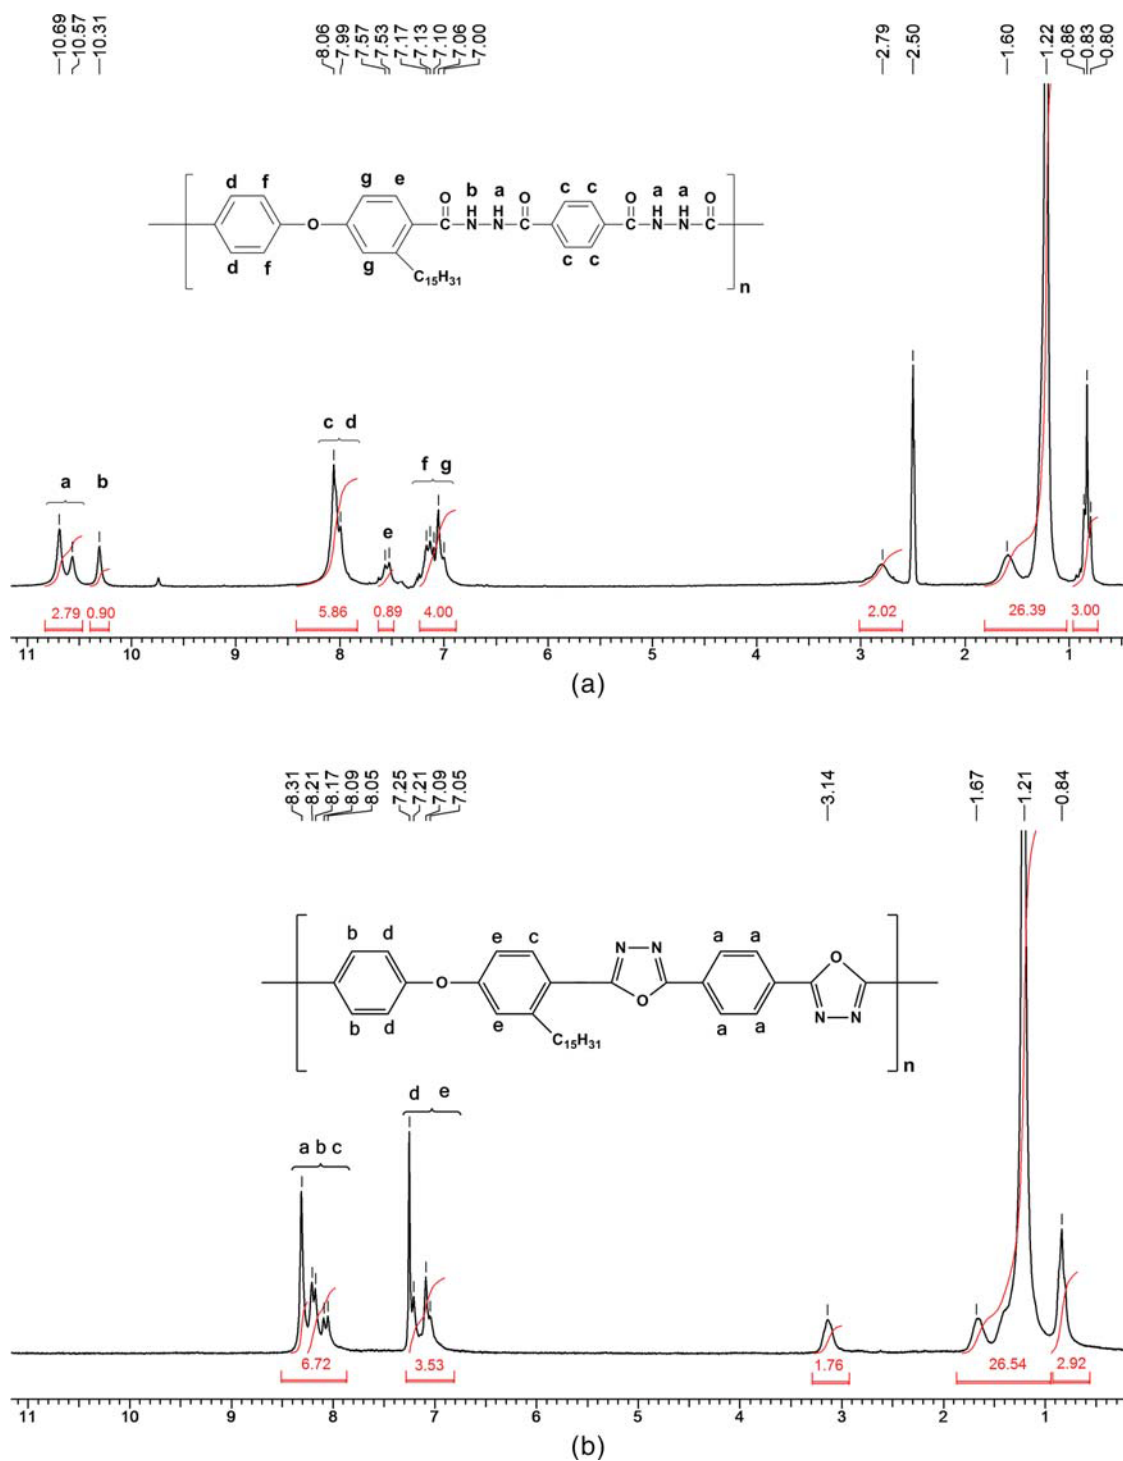 10.69 10.57 10.31 8.06 7.99 7.57 7.53 7.17 7.13 7.10 7.06 7.00 2.79 2.50 1.60 1.22 0.86 0.83 0.80
d f g e O b a c c O a a O
H H H H
N N N N
O
d f g c c
C15H31
n
c d
a b f g
e
2.79 0.90 5.86 0.89 4.00 2.02 26.39 3.00
11 10 9 8 7 6 5 4 3 2 1
(a)
8.31 8.21 8.17 8.09 8.05 7.25 7.21 7.09 7.05 3.14 1.67 1.21 0.84
b d e c N N a a O
O O N N
b d e a a
C15H31
n
d e
a b c
6.72 3.53 1.76 26.54 2.92
11 10 9 8 7 6 5 4 3 2 1
(b)